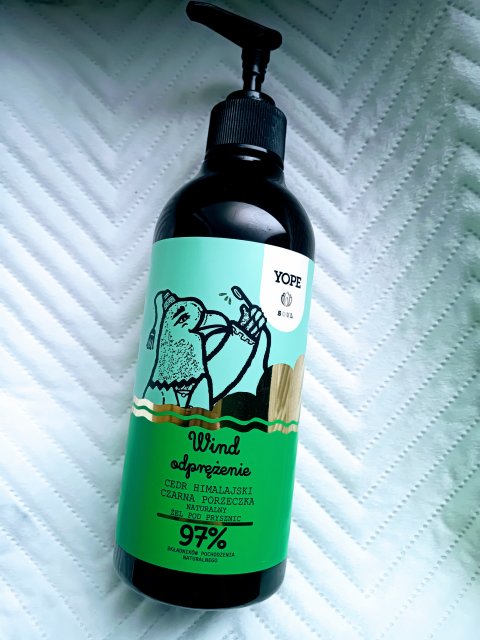 YOPE
SOUL
Wind
odprężenie
CEDR HIMALAJSKI
CZARNA PORZECZKA
NATURALNY
ŻEL POD PRYSZNIC
97%
SKŁADNIKÓW POCHODZENIA
NATURALNEGO